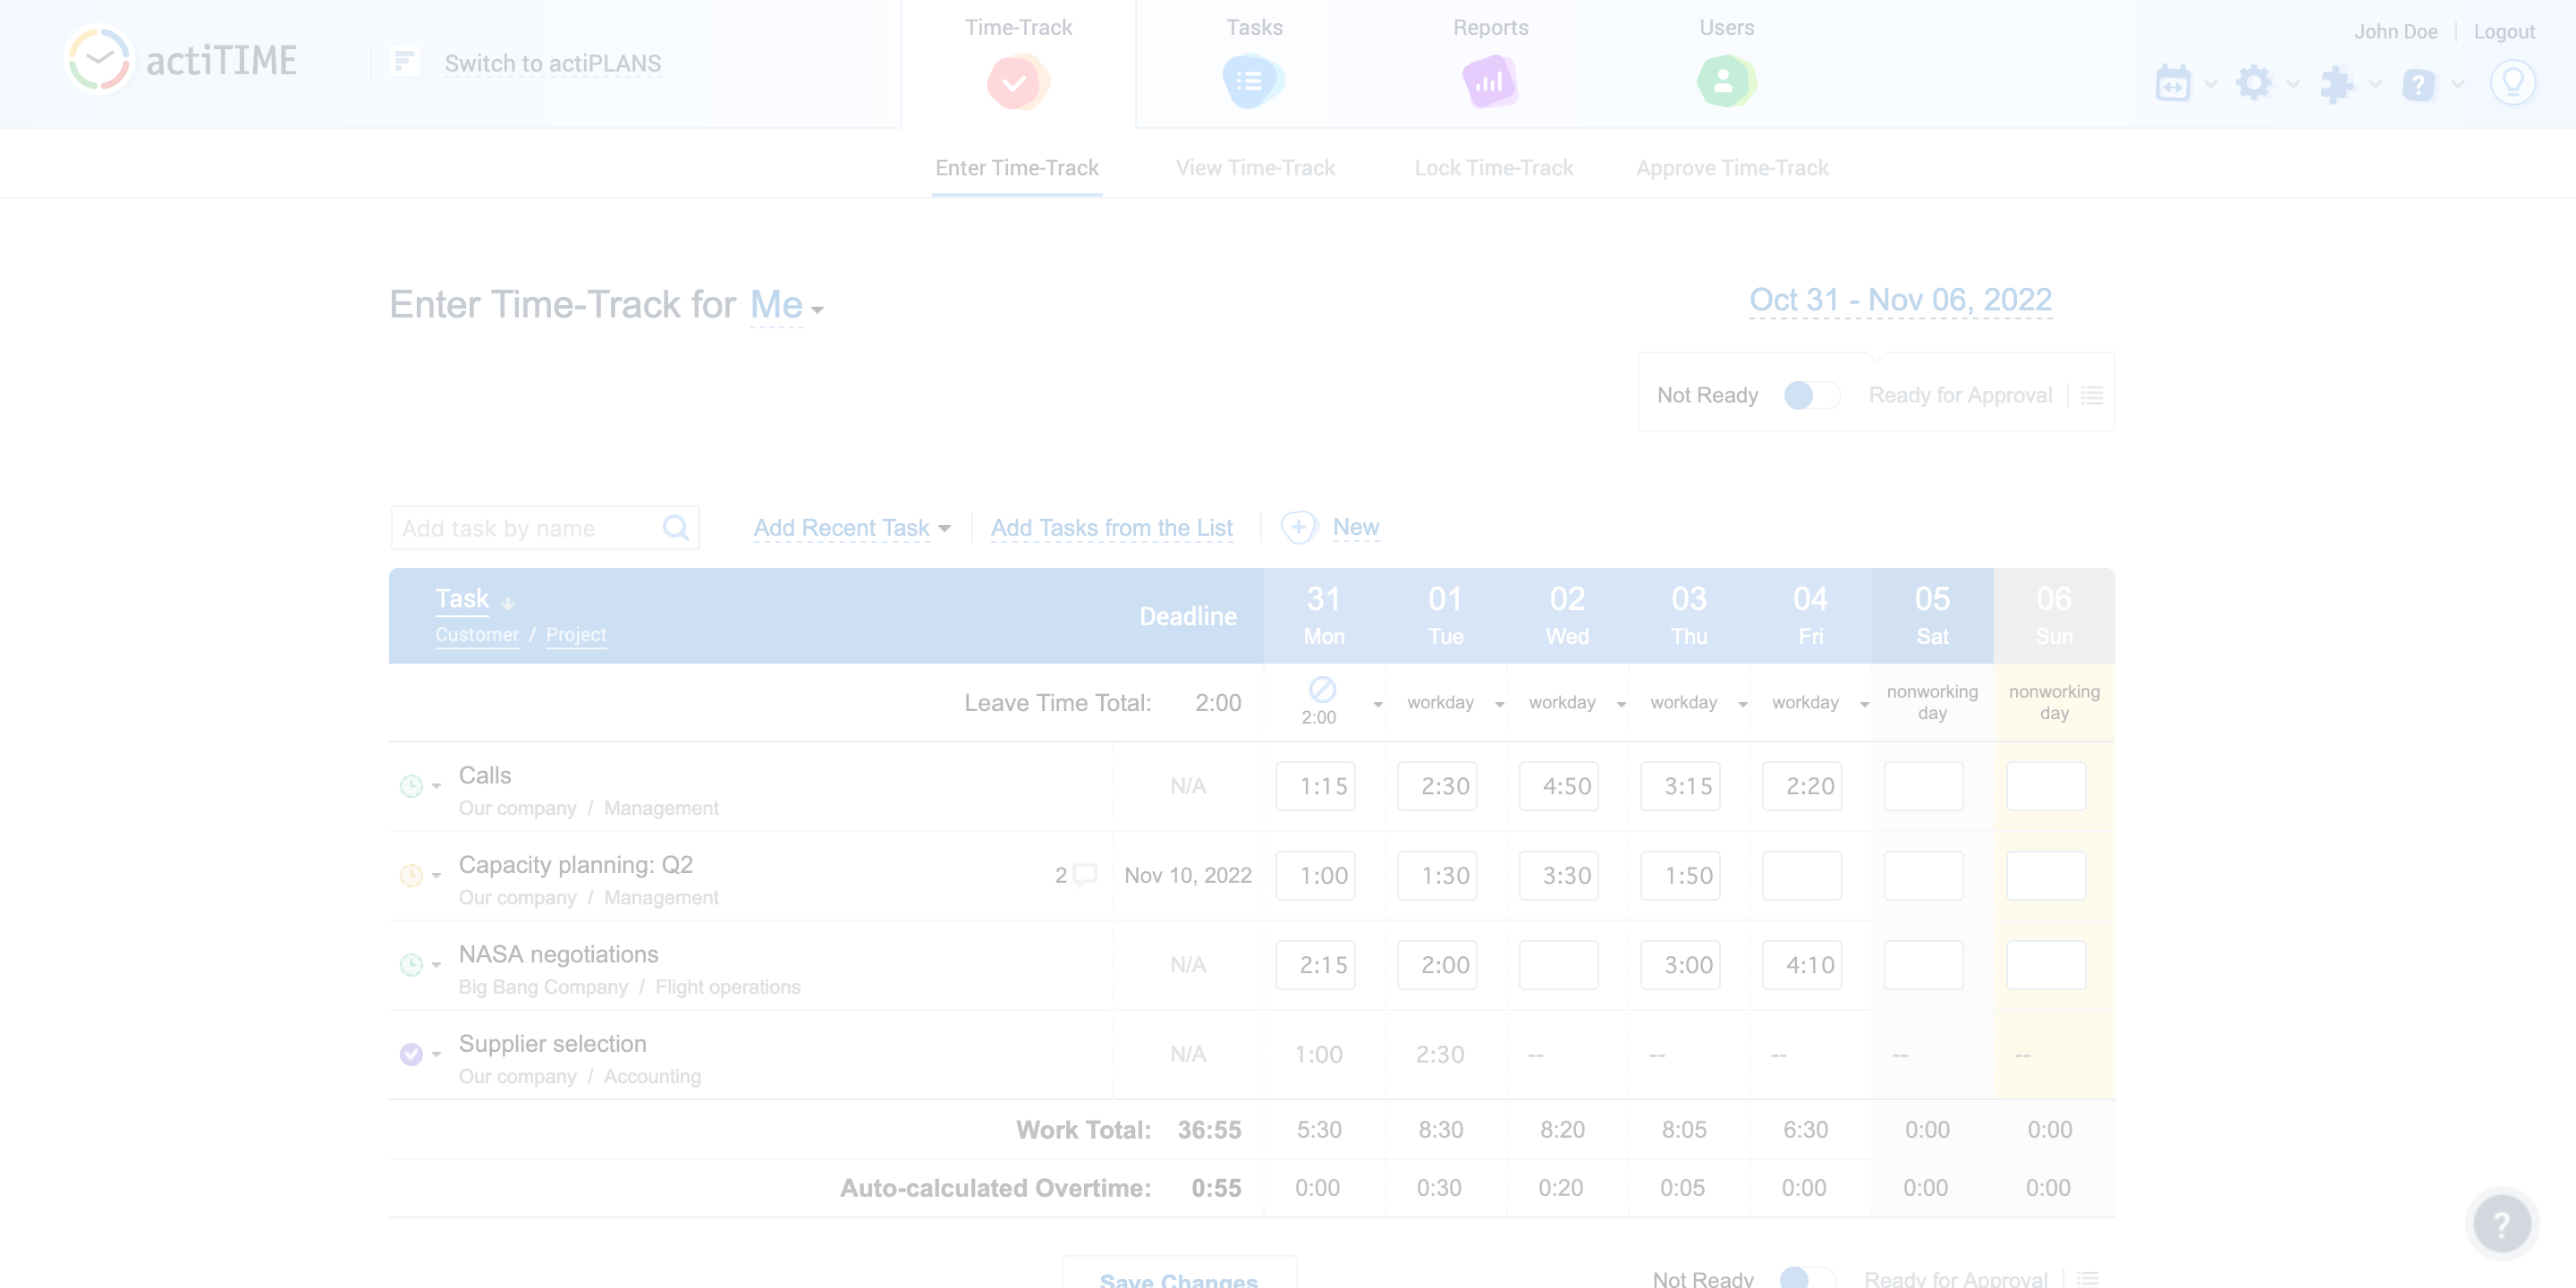 actiTIME
Switch to actiPLANS
Time-Track
Tasks
Reports
Users
John Doe
Logout
Enter Time-Track
View Time-Track
Lock Time-Track
Approve Time-Track
Enter Time-Track for Me
Oct 31 - Nov 06, 2022
Not Ready
Ready for Approval
Add task by name
Add Recent Task
Add Tasks from the List
New
Task
Customer / Project
Deadline
31 01 02 03 04 05 06
Mon Tue Wed Thu Fri Sat Sun
Leave Time Total: 2:00 2:00 workday workday workday workday nonworking day nonworking day
Calls
Our company / Management
N/A 1:15 2:30 4:50 3:15 2:20
Capacity planning: Q2
Our company / Management
2 Nov 10, 2022 1:00 1:30 3:30 1:50
NASA negotiations
Big Bang Company / Flight operations
N/A 2:15 2:00 3:00 4:10
Supplier selection
Our company / Accounting
N/A 1:00 2:30 -- -- -- -- --
Work Total: 36:55 5:30 8:30 8:20 8:05 6:30 0:00 0:00
Auto-calculated Overtime: 0:55 0:00 0:30 0:20 0:05 0:00 0:00 0:00
?
Save Changes
Not Ready
Ready for Approval